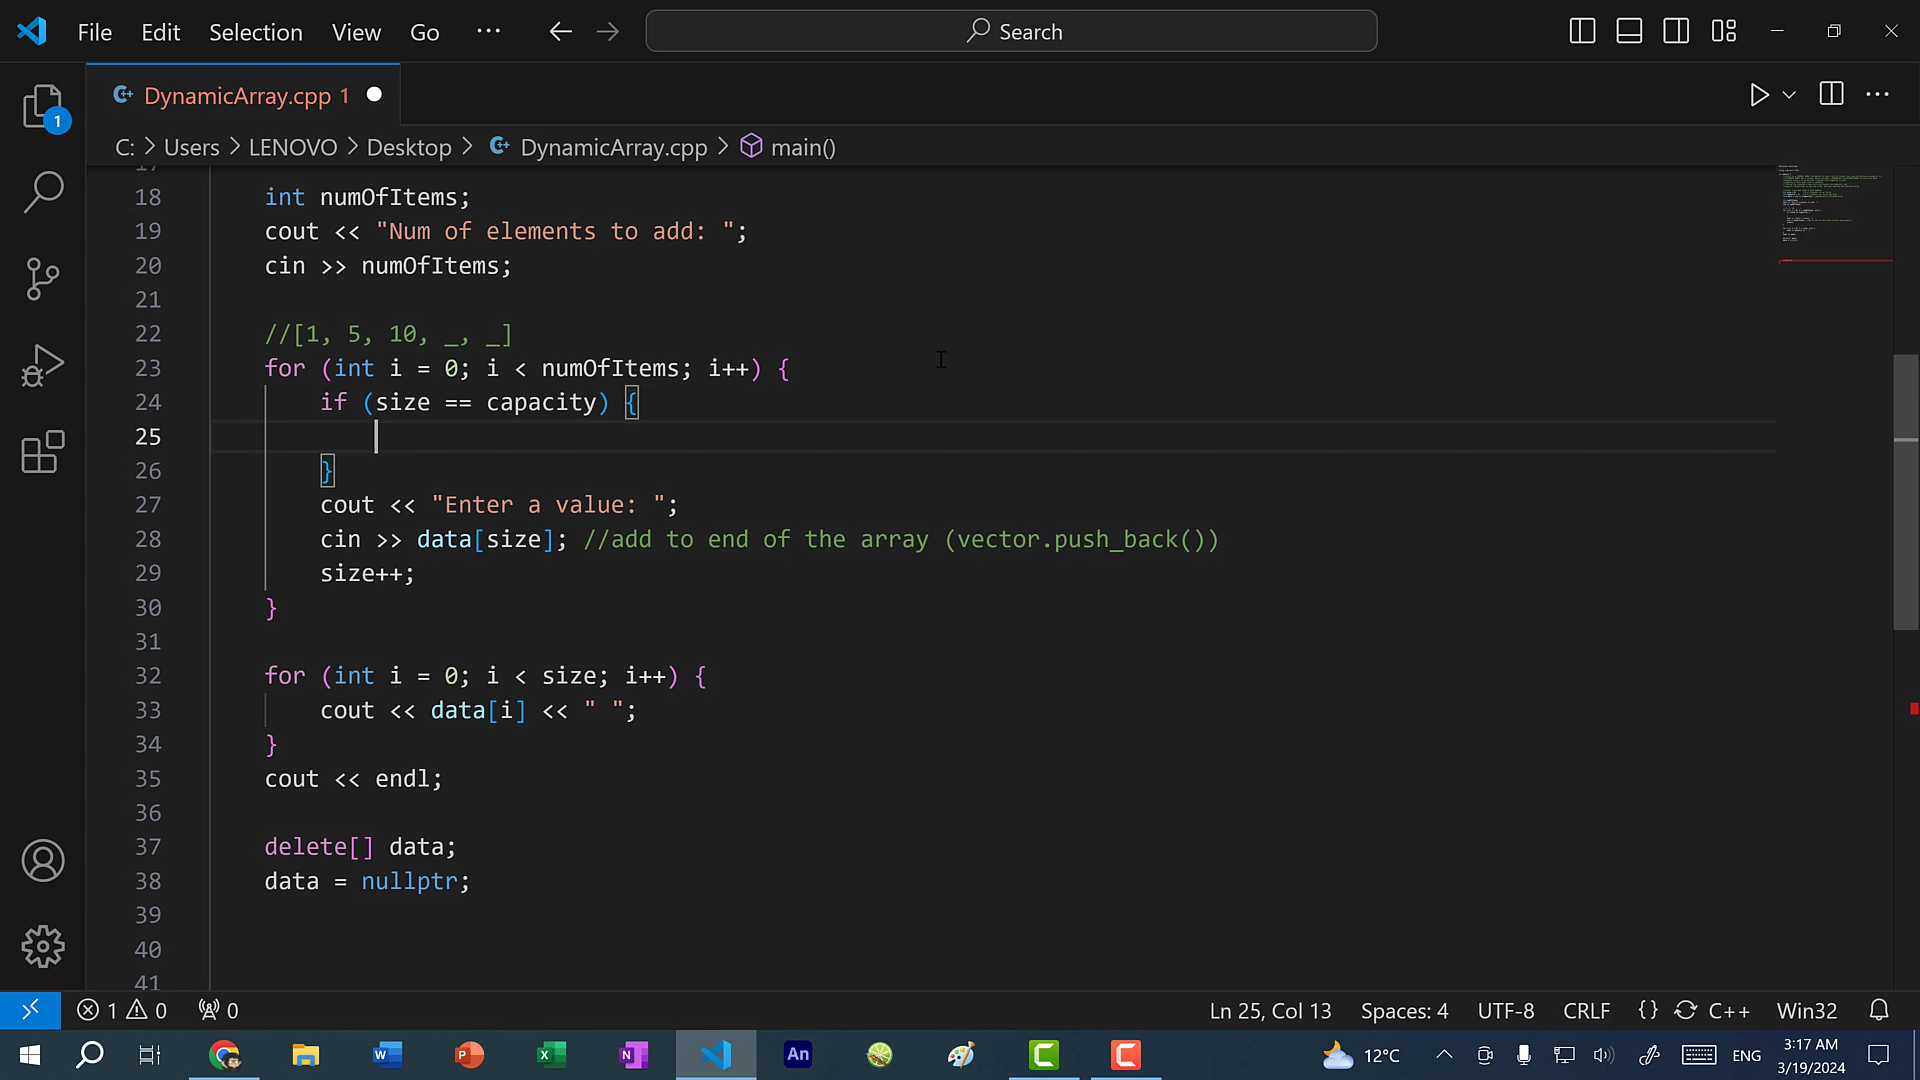 File Edit Selection View Go ··· Search
DynamicArray.cpp 1
1
C: > Users > LENOVO > Desktop > DynamicArray.cpp > main()
17
18 int numOfItems;
19 cout << "Num of elements to add: ";
20 cin >> numOfItems;
21
22 //[1, 5, 10, _, _]
23 for (int i = 0; i < numOfItems; i++) {
24 if (size == capacity) {
25
26 }
27 cout << "Enter a value: ";
28 cin >> data[size]; //add to end of the array (vector.push_back())
29 size++;
30 }
31
32 for (int i = 0; i < size; i++) {
33 cout << data[i] << " ";
34 }
35 cout << endl;
36
37 delete[] data;
38 data = nullptr;
39
40
41
1 0 0 Ln 25, Col 13 Spaces: 4 UTF-8 CRLF {} C++ Win32
W P X N An C C 12°C ENG 3:17 AM
3/19/2024